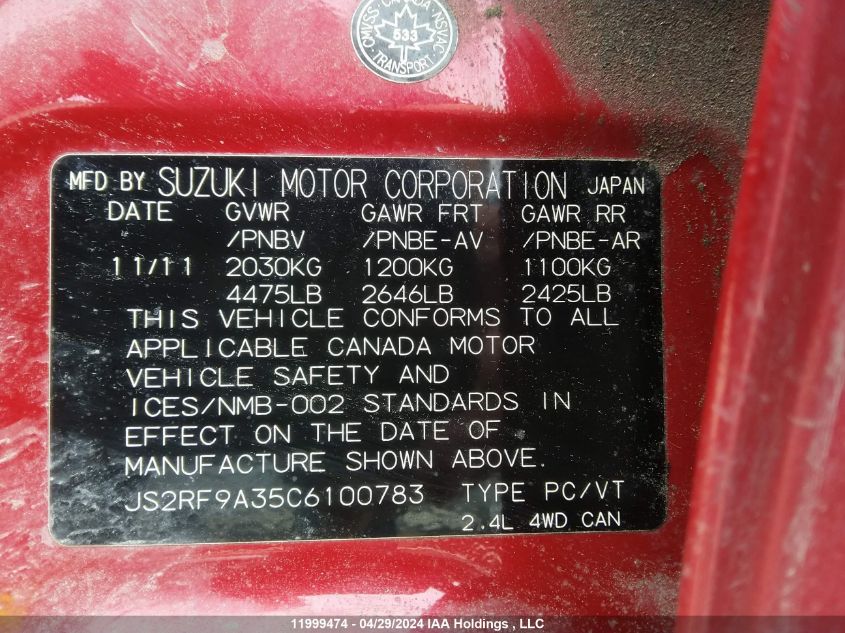 CMVSS · CANADA · NSVAC
533
· TRANSPORT ·
MFD BY SUZUKI MOTOR CORPORATION JAPAN
DATE GVWR GAWR FRT GAWR RR
/PNBV /PNBE-AV /PNBE-AR
11/11 2030KG 1200KG 1100KG
4475LB 2646LB 2425LB
THIS VEHICLE CONFORMS TO ALL
APPLICABLE CANADA MOTOR
VEHICLE SAFETY AND
ICES/NMB-002 STANDARDS IN
EFFECT ON THE DATE OF
MANUFACTURE SHOWN ABOVE.
JS2RF9A35C6100783 TYPE PC/VT
2.4L 4WD CAN
11999474 - 04/29/2024 IAA Holdings , LLC